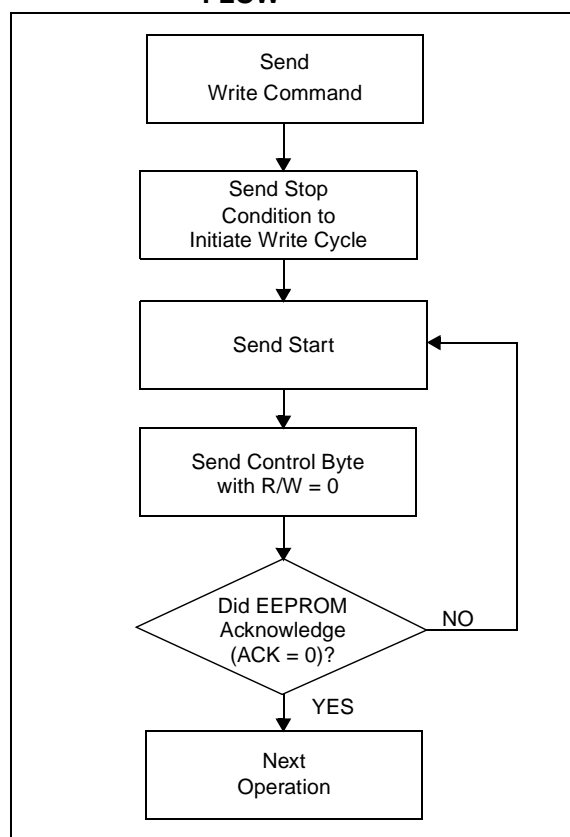 Send
Write Command
Send Stop
Condition to
Initiate Write Cycle
Send Start
Send Control Byte
with R/W = 0
Did EEPROM
Acknowledge
(ACK = 0)?
NO
YES
Next
Operation